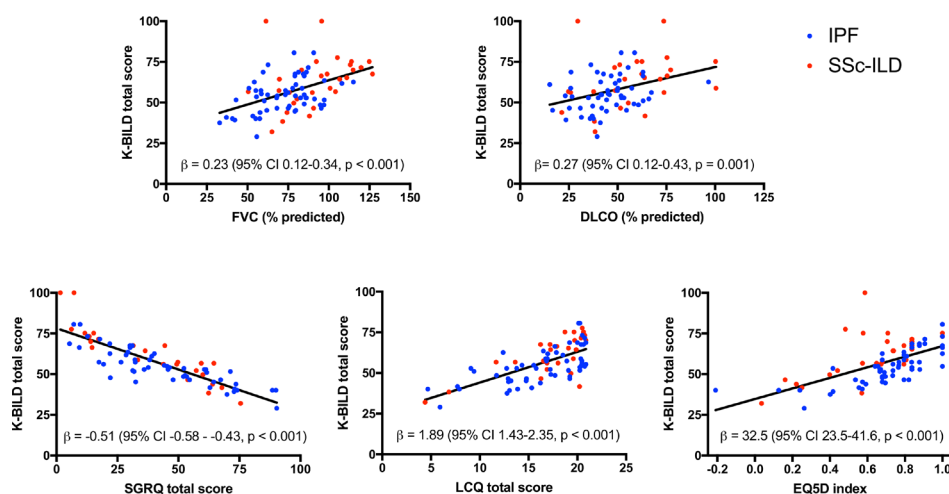 IPF
SSc-ILD
K-BILD total score
100
75
50
25
0
β = 0.23 (95% CI 0.12-0.34, p < 0.001)
0 25 50 75 100 125 150
FVC (% predicted)
K-BILD total score
100
75
50
25
0
β = 0.27 (95% CI 0.12-0.43, p = 0.001)
0 25 50 75 100 125
DLCO (% predicted)
K-BILD total score
100
75
50
25
0
β = -0.51 (95% CI -0.58 - -0.43, p < 0.001)
0 25 50 75 100
SGRQ total score
K-BILD total score
100
75
50
25
0
β = 1.89 (95% CI 1.43-2.35, p < 0.001)
0 5 10 15 20 25
LCQ total score
K-BILD total score
100
75
50
25
0
β = 32.5 (95% CI 23.5-41.6, p < 0.001)
-0.2 0.0 0.2 0.4 0.6 0.8 1.0
EQ5D index